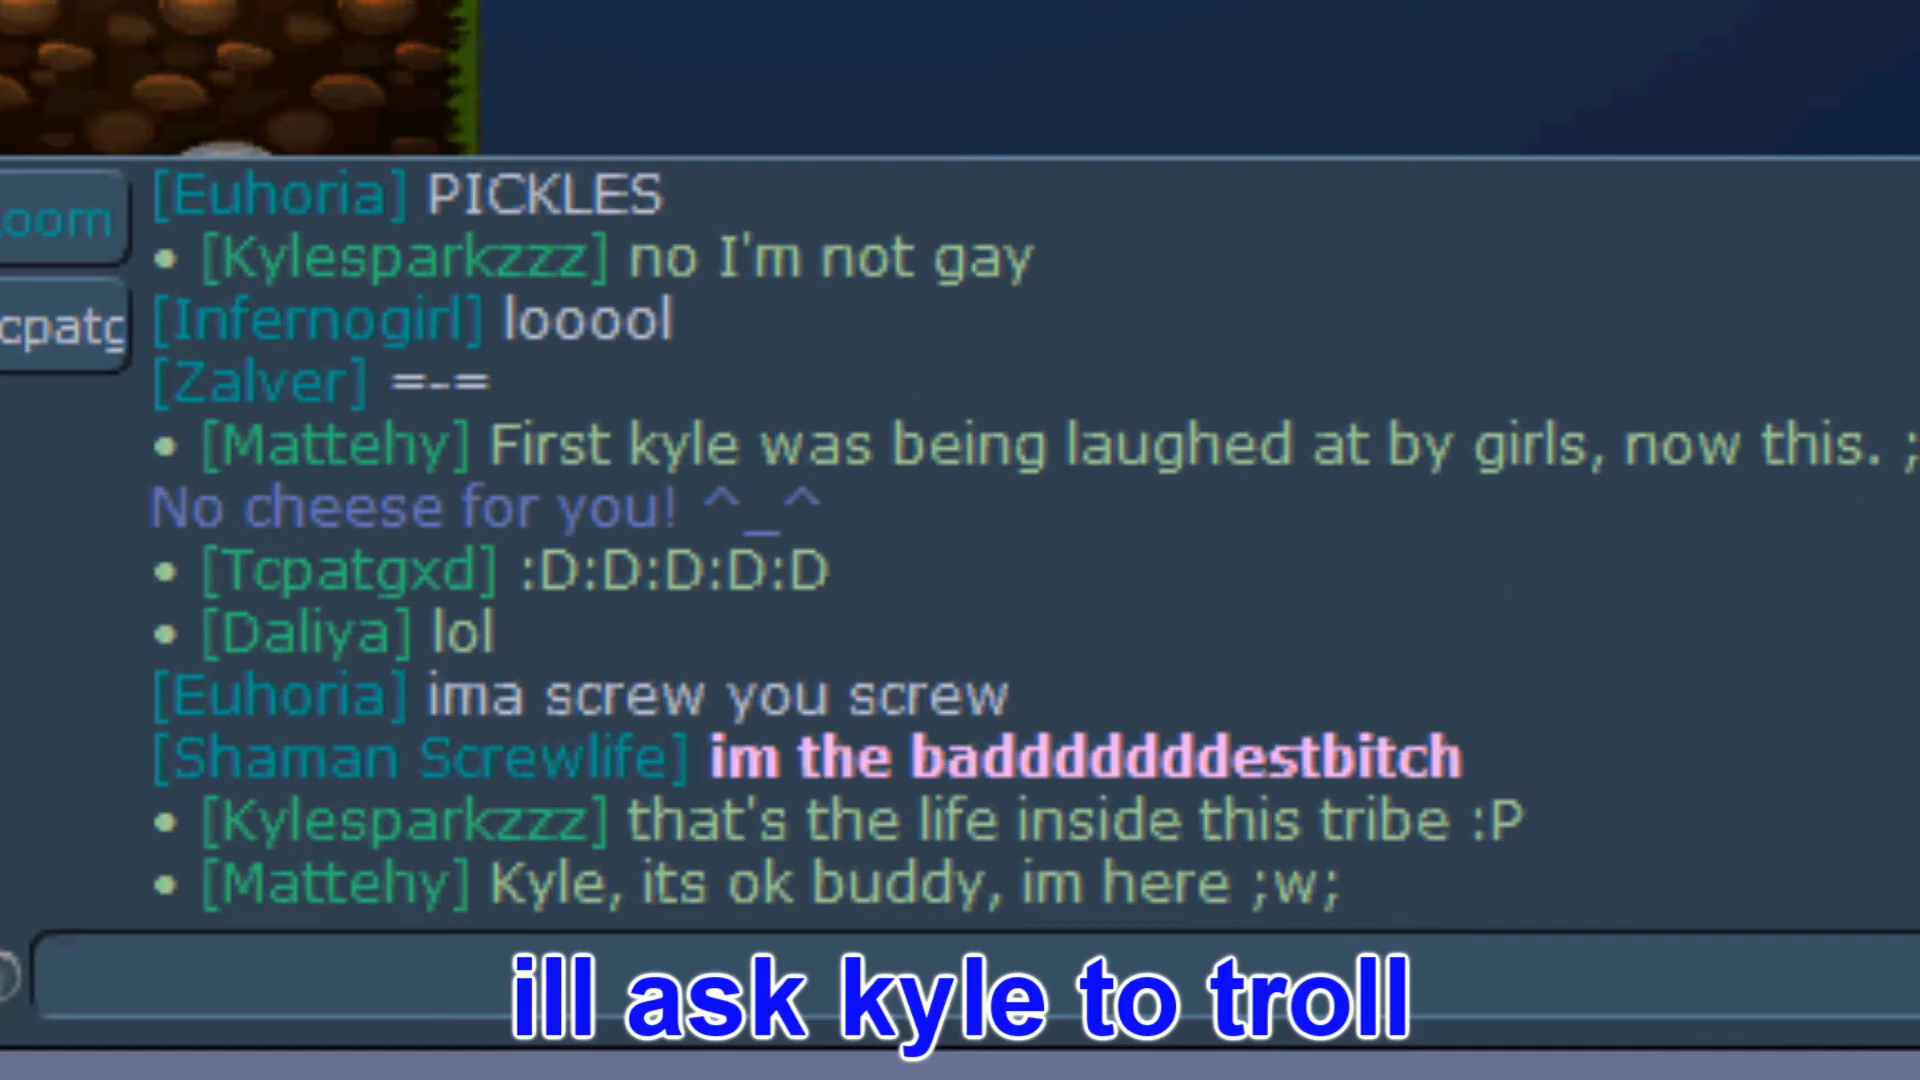 [Euhoria] PICKLES
• [Kylesparkzzz] no I'm not gay
[Infernogirl] looool
[Zalver] =-=
• [Mattehy] First kyle was being laughed at by girls, now this. ;
No cheese for you! ^_^
• [Tcpatgxd] :D:D:D:D:D
• [Daliya] lol
[Euhoria] ima screw you screw
[Shaman Screwlife] im the badddddddestbitch
• [Kylesparkzzz] that's the life inside this tribe :P
• [Mattehy] Kyle, its ok buddy, im here ;w;
oom
cpatg
ill ask kyle to troll